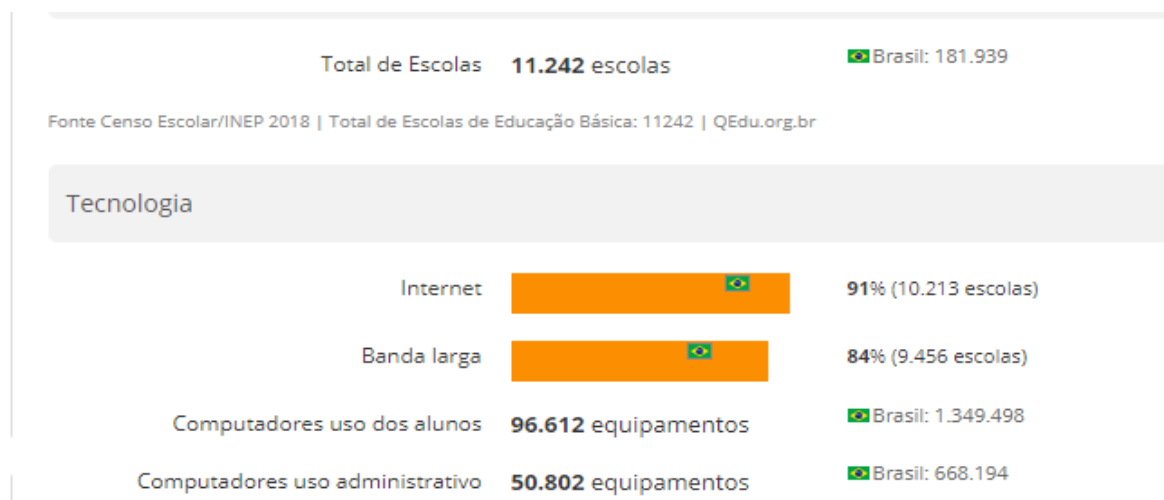 Total de Escolas 11.242 escolas Brasil: 181.939
Fonte Censo Escolar/INEP 2018 | Total de Escolas de Educação Básica: 11242 | QEdu.org.br
Tecnologia
Internet 91% (10.213 escolas)
Banda larga 84% (9.456 escolas)
Computadores uso dos alunos 96.612 equipamentos Brasil: 1.349.498
Computadores uso administrativo 50.802 equipamentos Brasil: 668.194